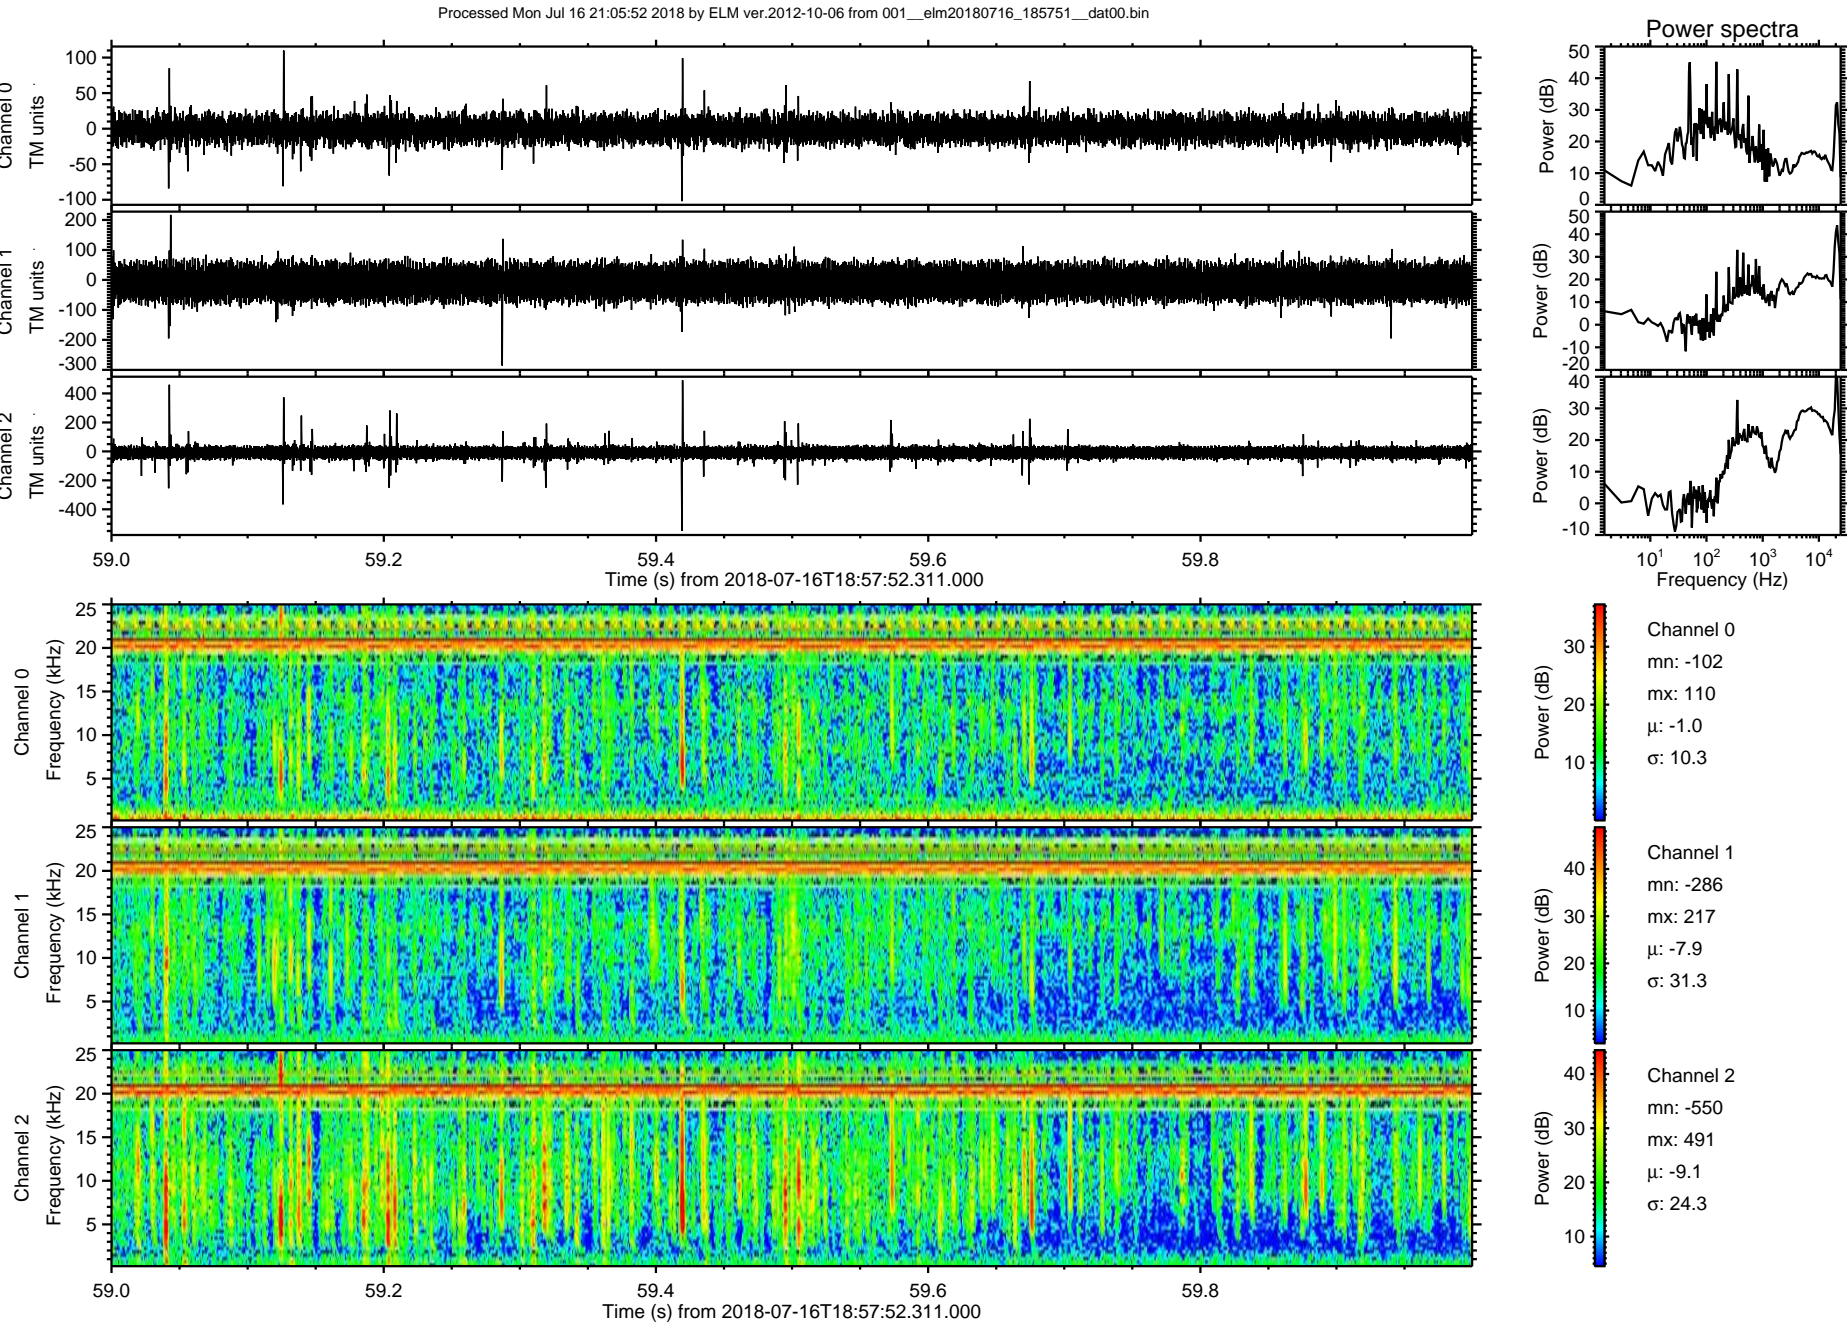 Processed Mon Jul 16 21:05:52 2018 by ELM ver.2012-10-06 from 001__elm20180716_185751__dat00.bin
Power spectra
Channel 0
TM units
100
50
0
-50
-100
Power (dB)
50
40
30
20
10
0
Channel 1
TM units
200
100
0
-100
-200
-300
Power (dB)
50
40
30
20
10
0
-10
-20
Channel 2
TM units
400
200
0
-200
-400
Power (dB)
40
30
20
10
0
-10
59.0 59.2 59.4 59.6 59.8
Time (s) from 2018-07-16T18:57:52.311.000
10¹ 10² 10³ 10⁴
Frequency (Hz)
Channel 0
Frequency (kHz)
25
20
15
10
5
Power (dB)
30
20
10
Channel 0
mn: -102
mx: 110
μ: -1.0
σ: 10.3
Channel 1
Frequency (kHz)
25
20
15
10
5
Power (dB)
40
30
20
10
Channel 1
mn: -286
mx: 217
μ: -7.9
σ: 31.3
Channel 2
Frequency (kHz)
25
20
15
10
5
Power (dB)
40
30
20
10
Channel 2
mn: -550
mx: 491
μ: -9.1
σ: 24.3
59.0 59.2 59.4 59.6 59.8
Time (s) from 2018-07-16T18:57:52.311.000